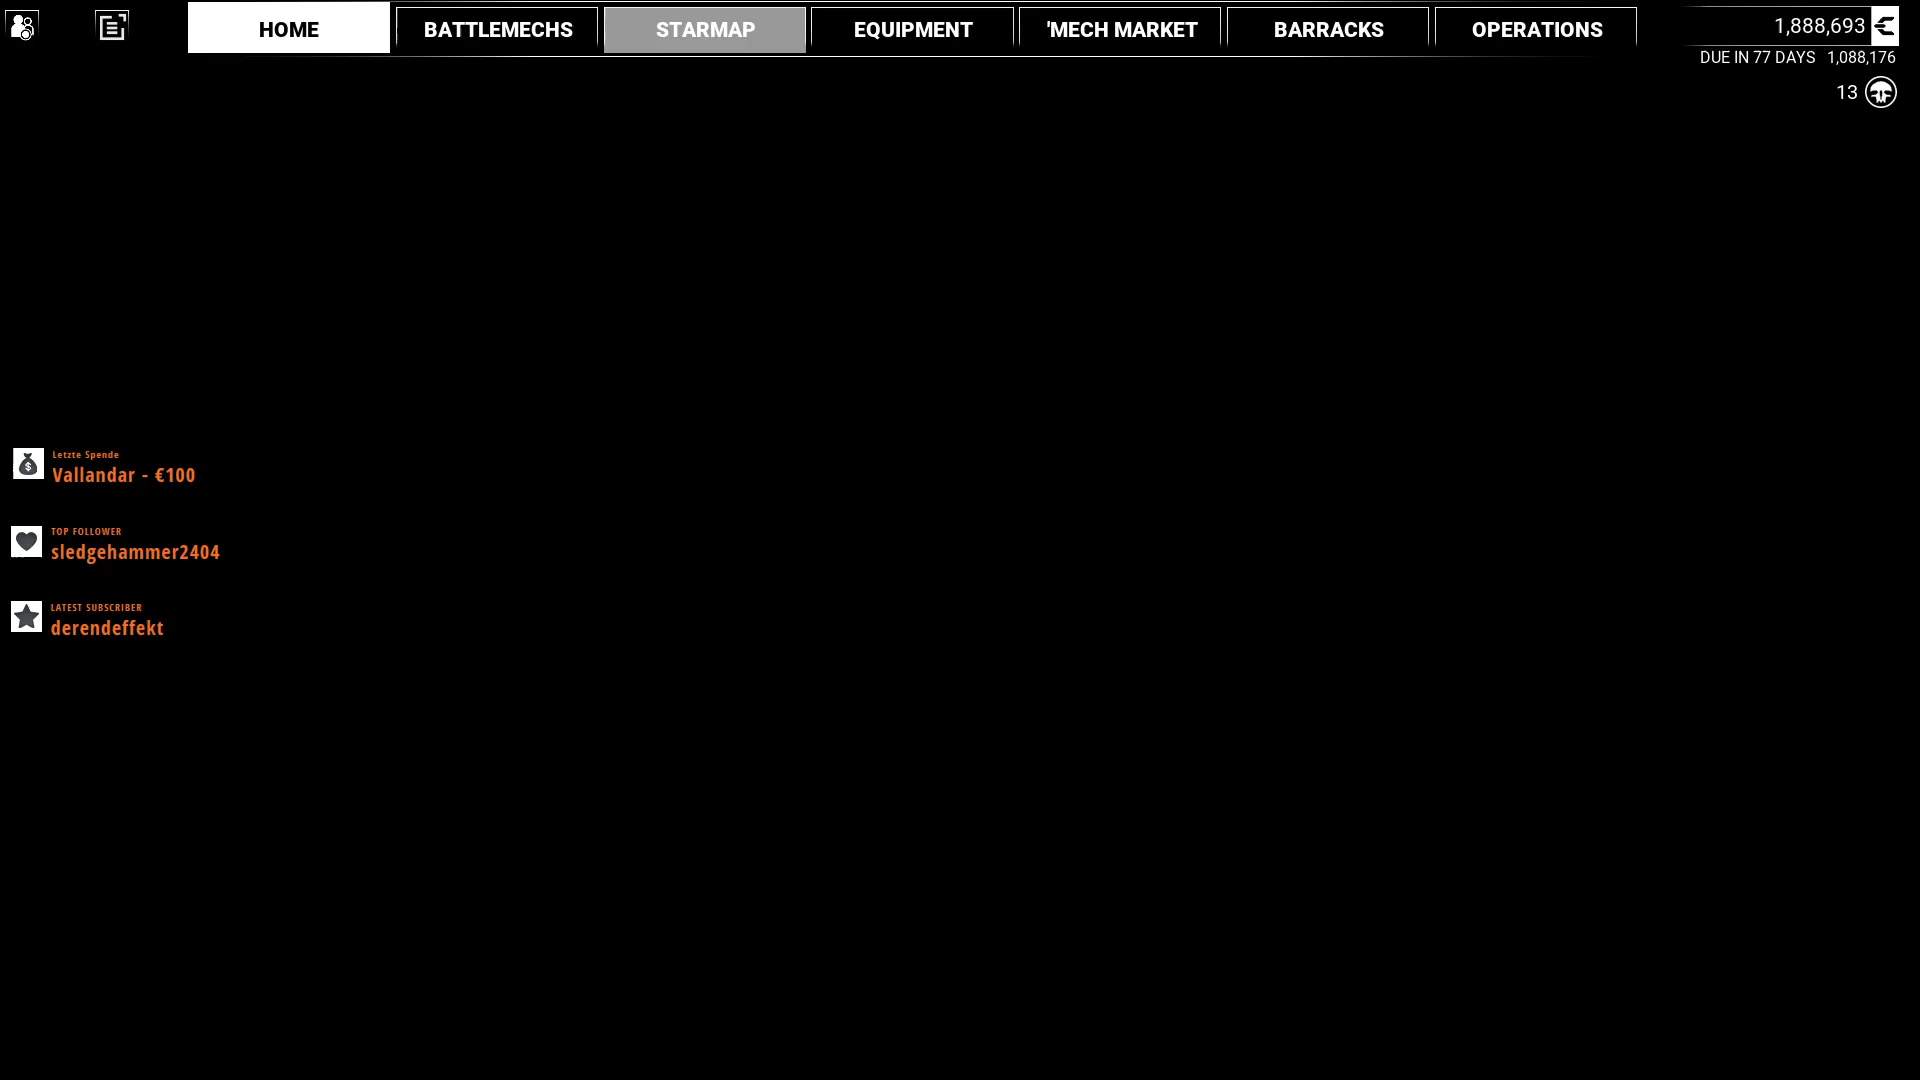 HOME
BATTLEMECHS
STARMAP
EQUIPMENT
'MECH MARKET
BARRACKS
OPERATIONS
1,888,693
DUE IN 77 DAYS 1,088,176
13
Letzte Spende
Vallandar - €100
TOP FOLLOWER
sledgehammer2404
LATEST SUBSCRIBER
derendeffekt